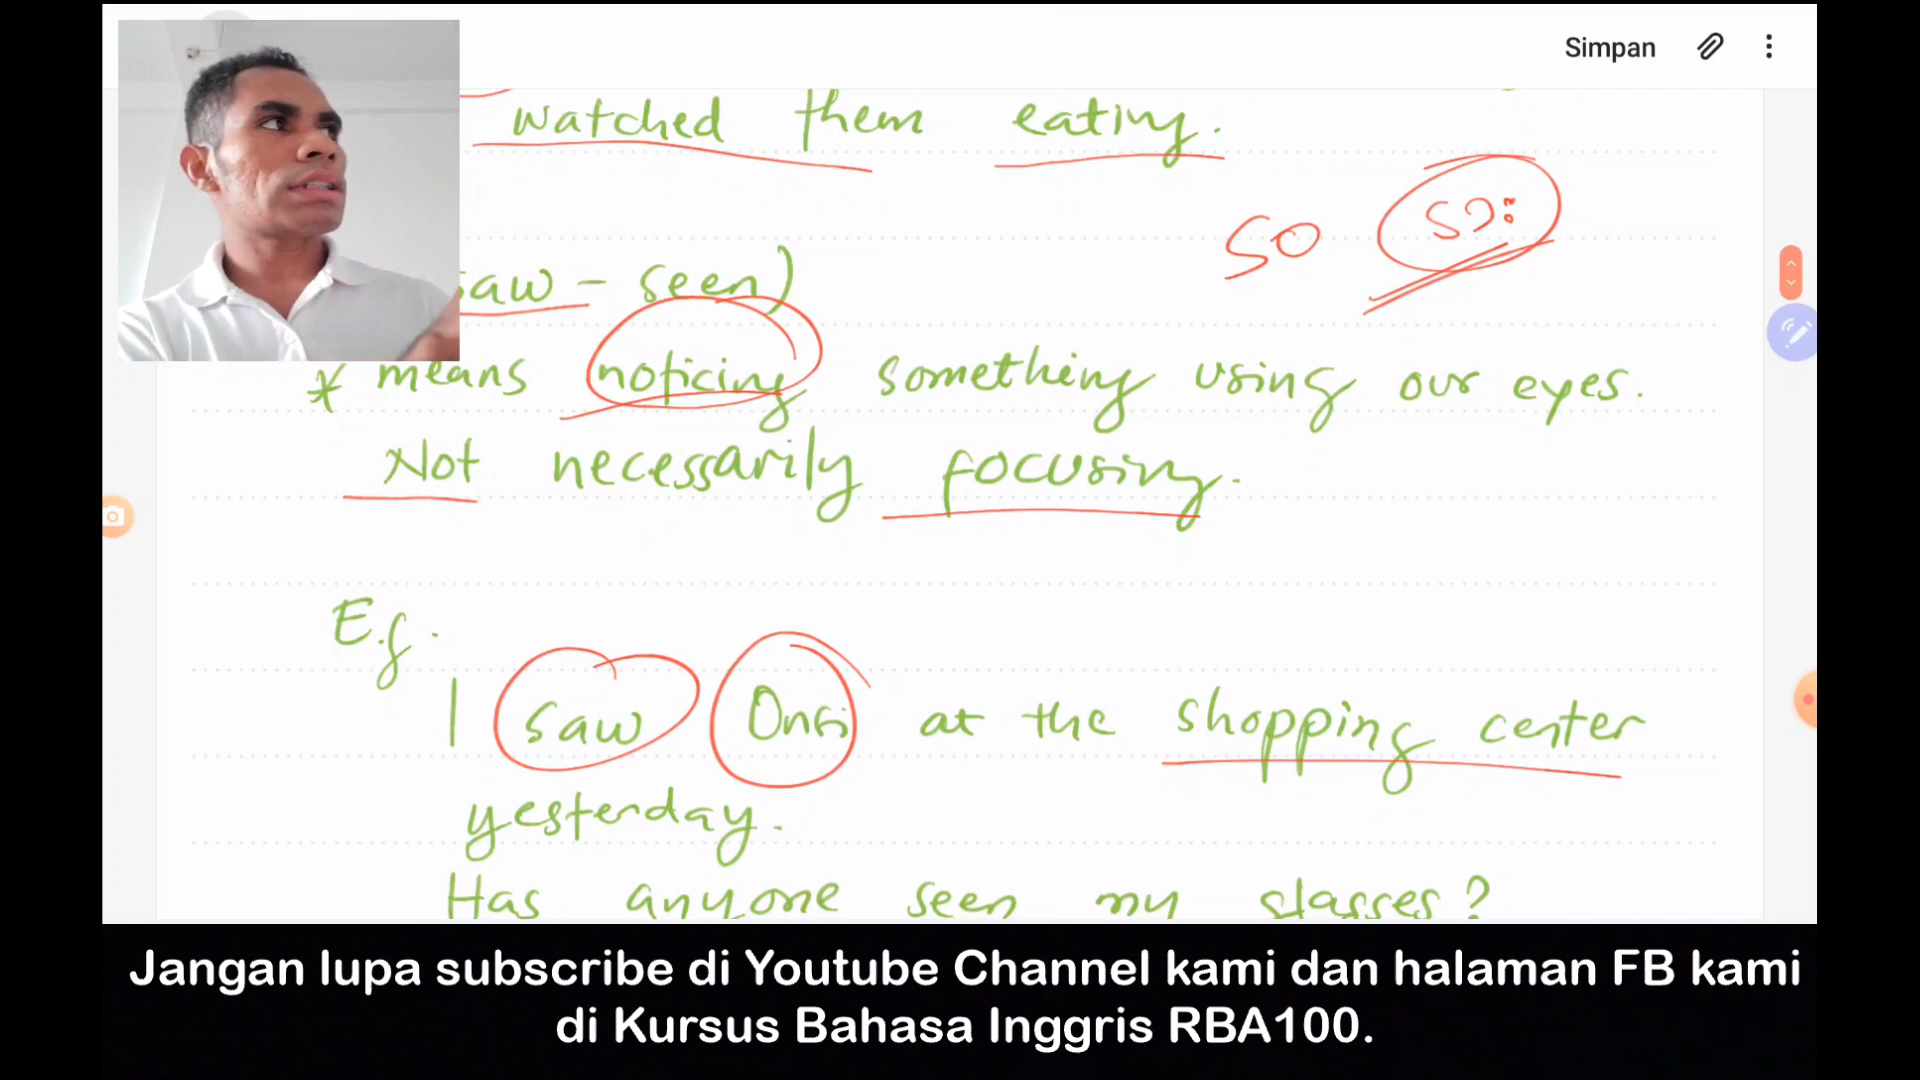 Simpan
watched them eating.
so sɔ:
saw - seen)
* means noticing something using our eyes.
Not necessarily focusing.
E.g.
I saw Onsi at the shopping center
yesterday.
Has anyone seen my glasses?
Jangan lupa subscribe di Youtube Channel kami dan halaman FB kami
di Kursus Bahasa Inggris RBA100.